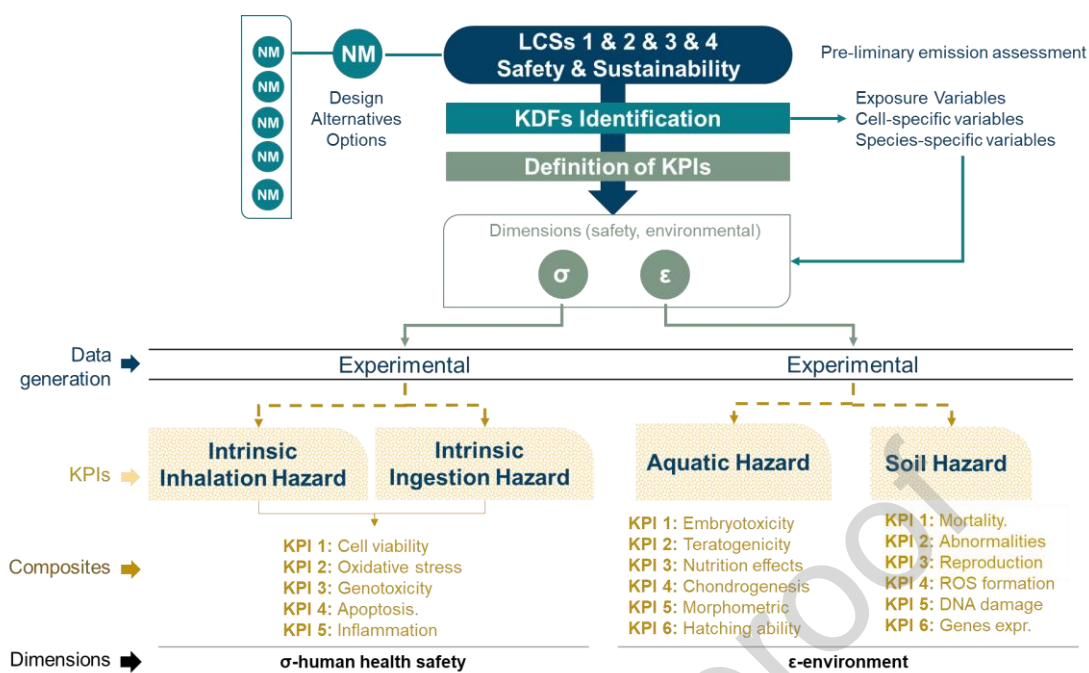 NM
NM
NM
NM
NM
NM
Design
Alternatives
Options
LCSs 1 & 2 & 3 & 4
Safety & Sustainability
KDFs Identification
Definition of KPIs
Pre-liminary emission assessment
Exposure Variables
Cell-specific variables
Species-specific variables
Dimensions (safety, environmental)
σ
ε
Data
generation
Experimental
Experimental
KPIs
Intrinsic
Inhalation Hazard
Intrinsic
Ingestion Hazard
Aquatic Hazard
Soil Hazard
Composites
KPI 1: Cell viability
KPI 2: Oxidative stress
KPI 3: Genotoxicity
KPI 4: Apoptosis.
KPI 5: Inflammation
KPI 1: Embryotoxicity
KPI 2: Teratogenicity
KPI 3: Nutrition effects
KPI 4: Chondrogenesis
KPI 5: Morphometric
KPI 6: Hatching ability
KPI 1: Mortality.
KPI 2: Abnormalities
KPI 3: Reproduction
KPI 4: ROS formation
KPI 5: DNA damage
KPI 6: Genes expr.
Dimensions
σ-human health safety
ε-environment
proof